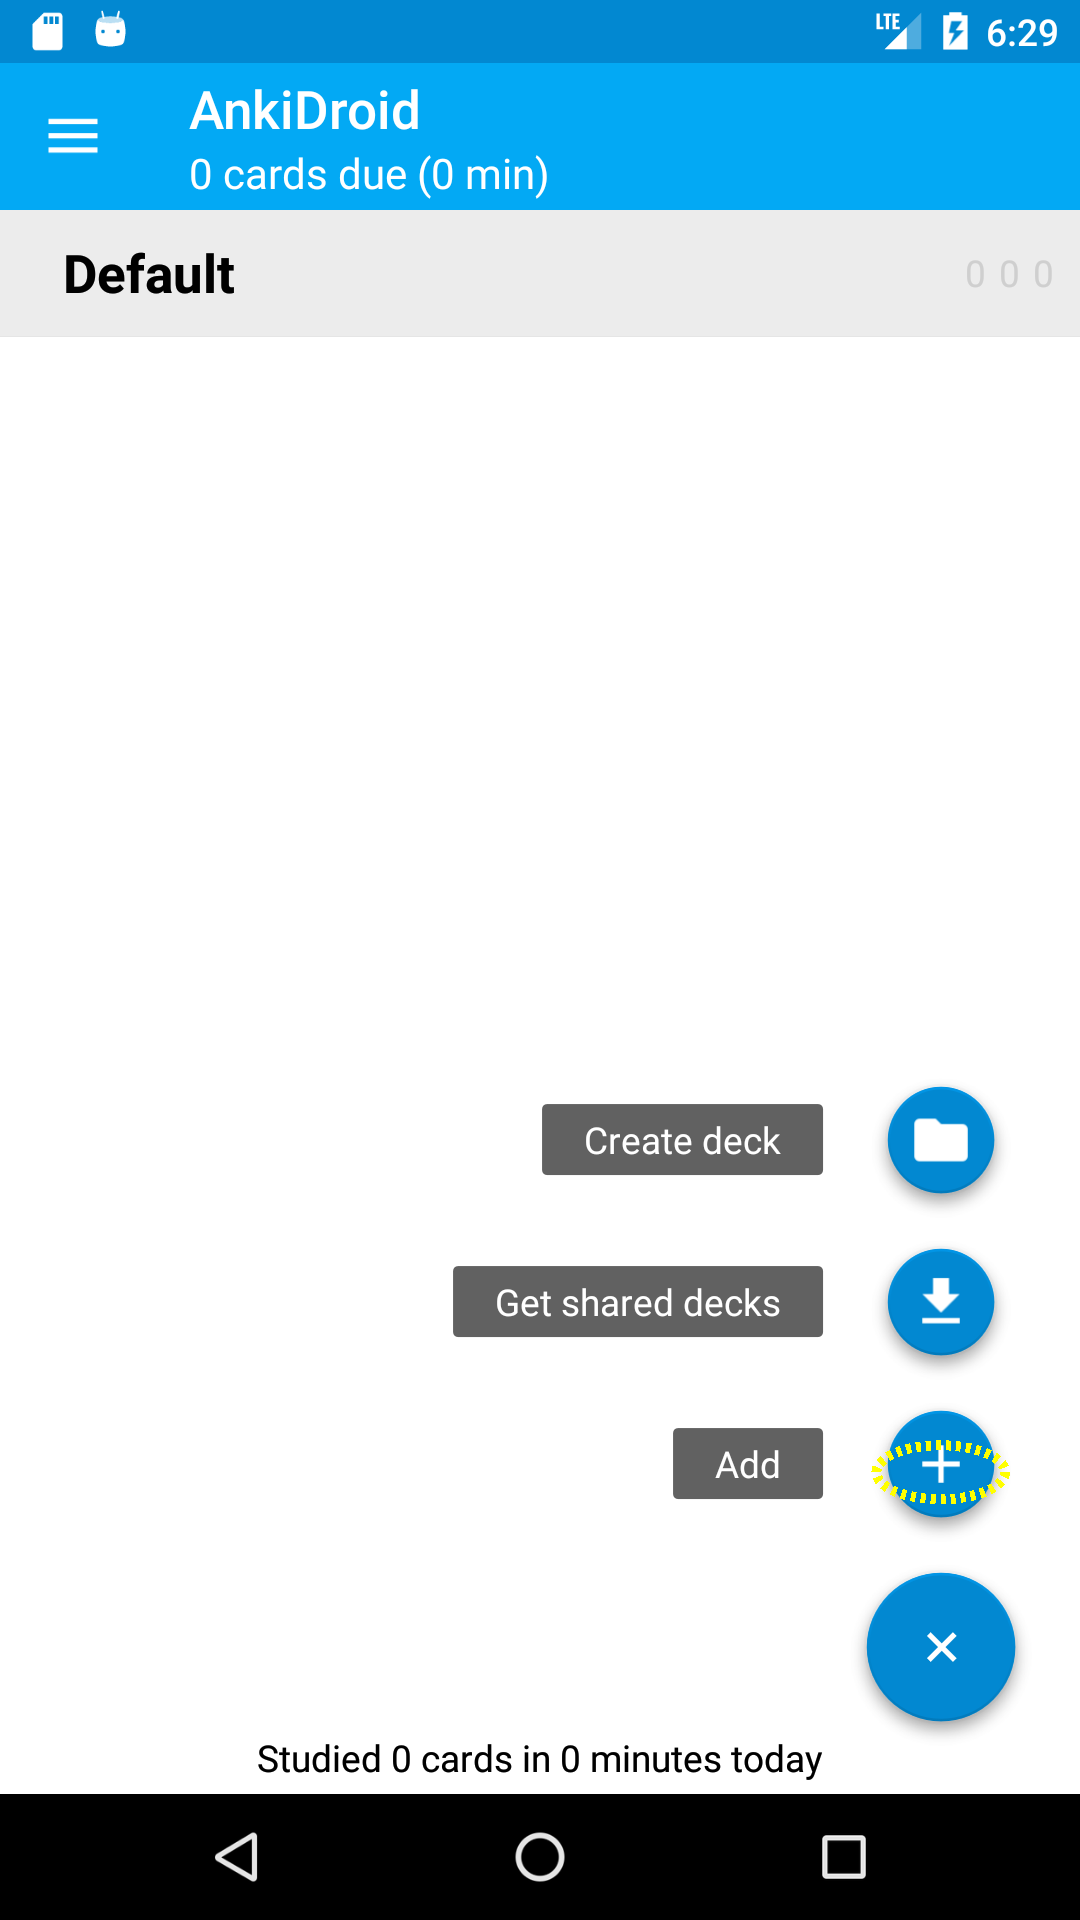 LTE 6:29
AnkiDroid
0 cards due (0 min)
Default 0 0 0
Create deck
Get shared decks
Add
Studied 0 cards in 0 minutes today